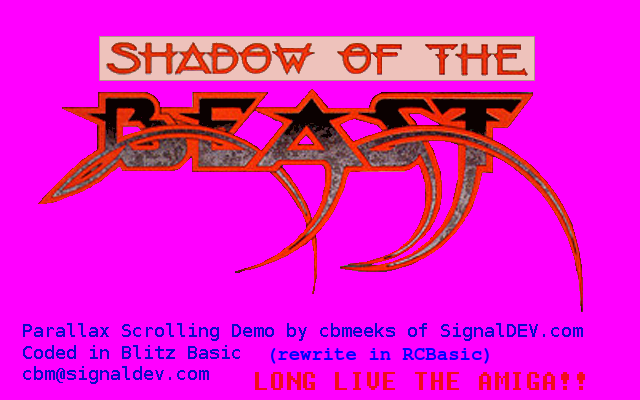 SHADOW OF THE
BEAST
Parallax Scrolling Demo by cbmeeks of SignalDEV.com
Coded in Blitz Basic (rewrite in RCBasic)
cbm@signaldev.com
LONG LIVE THE AMIGA!!